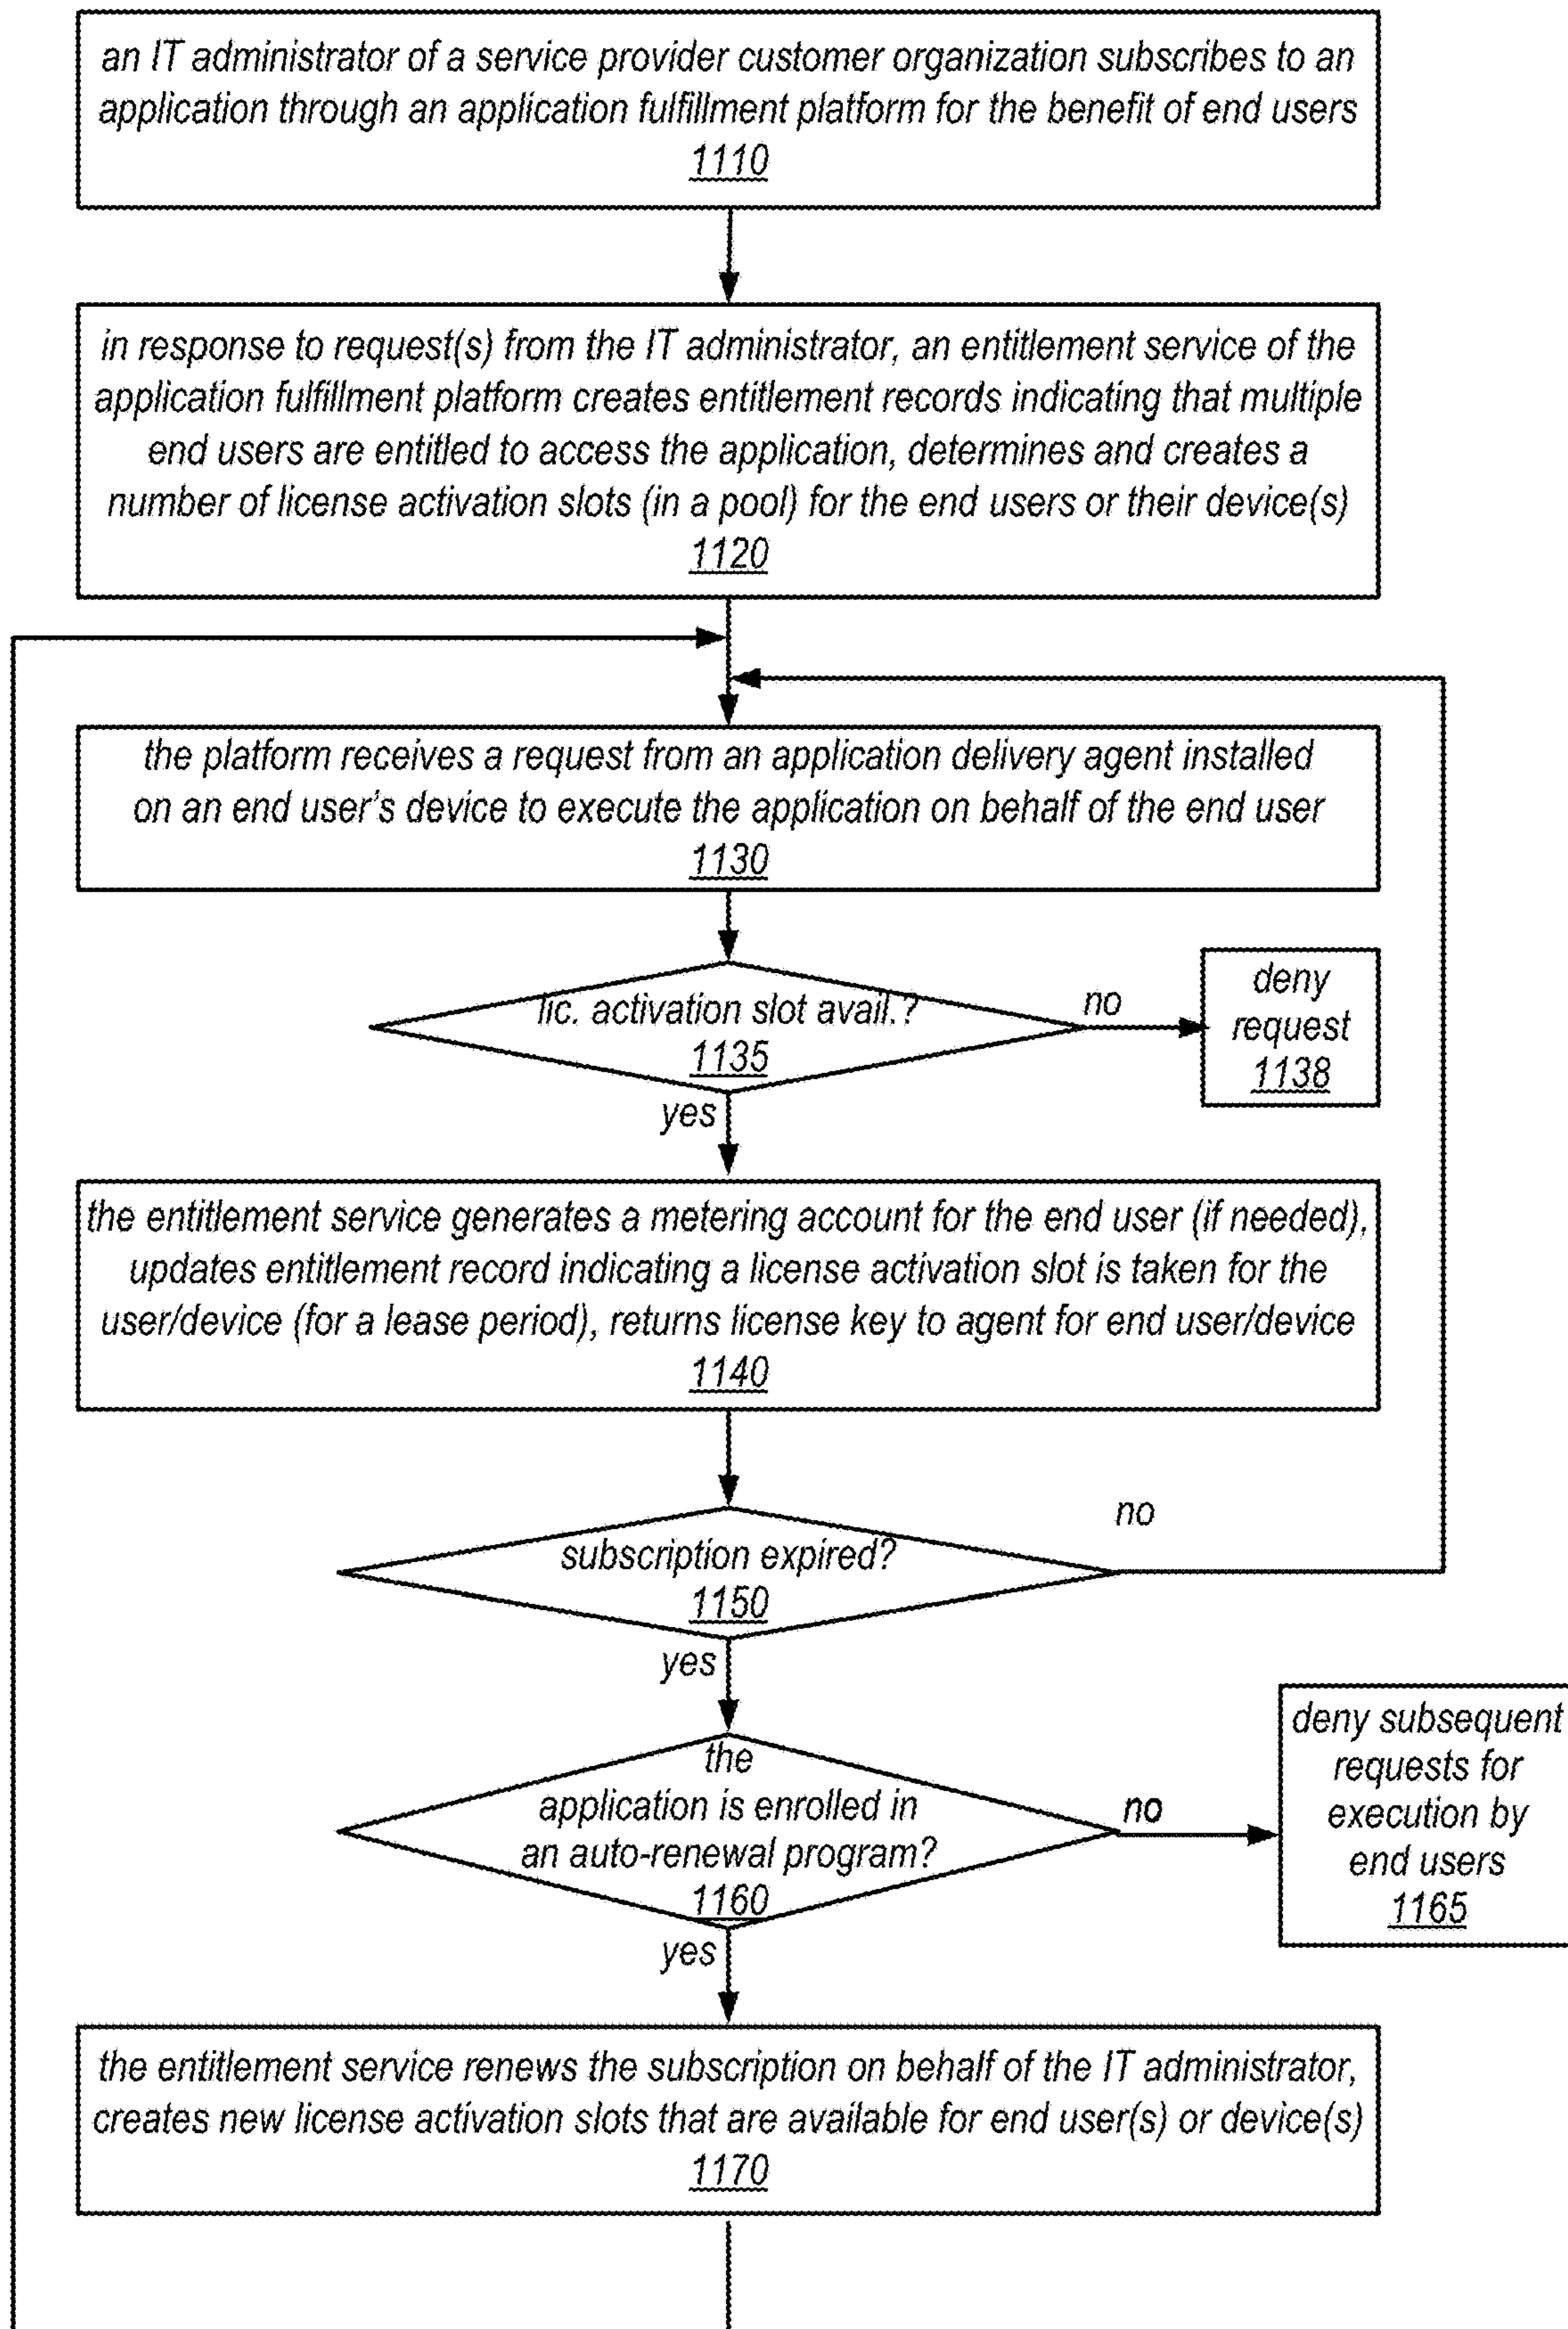 an IT administrator of a service provider customer organization subscribes to an
application through an application fulfillment platform for the benefit of end users
1110
in response to request(s) from the IT administrator, an entitlement service of the
application fulfillment platform creates entitlement records indicating that multiple
end users are entitled to access the application, determines and creates a
number of license activation slots (in a pool) for the end users or their device(s)
1120
the platform receives a request from an application delivery agent installed
on an end user's device to execute the application on behalf of the end user
1130
lic. activation slot avail.?
1135
no
deny
request
1138
yes
the entitlement service generates a metering account for the end user (if needed),
updates entitlement record indicating a license activation slot is taken for the
user/device (for a lease period), returns license key to agent for end user/device
1140
subscription expired?
1150
no
yes
the
application is enrolled in
an auto-renewal program?
1160
no
deny subsequent
requests for
execution by
end users
1165
yes
the entitlement service renews the subscription on behalf of the IT administrator,
creates new license activation slots that are available for end user(s) or device(s)
1170